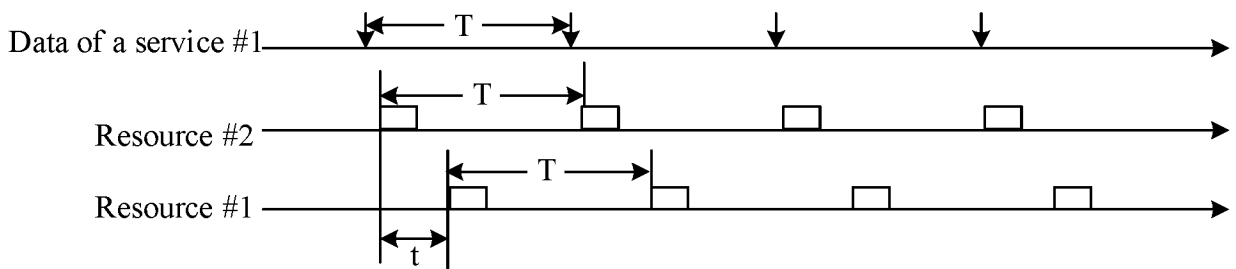 T
Data of a service #1
T
Resource #2
T
Resource #1
t